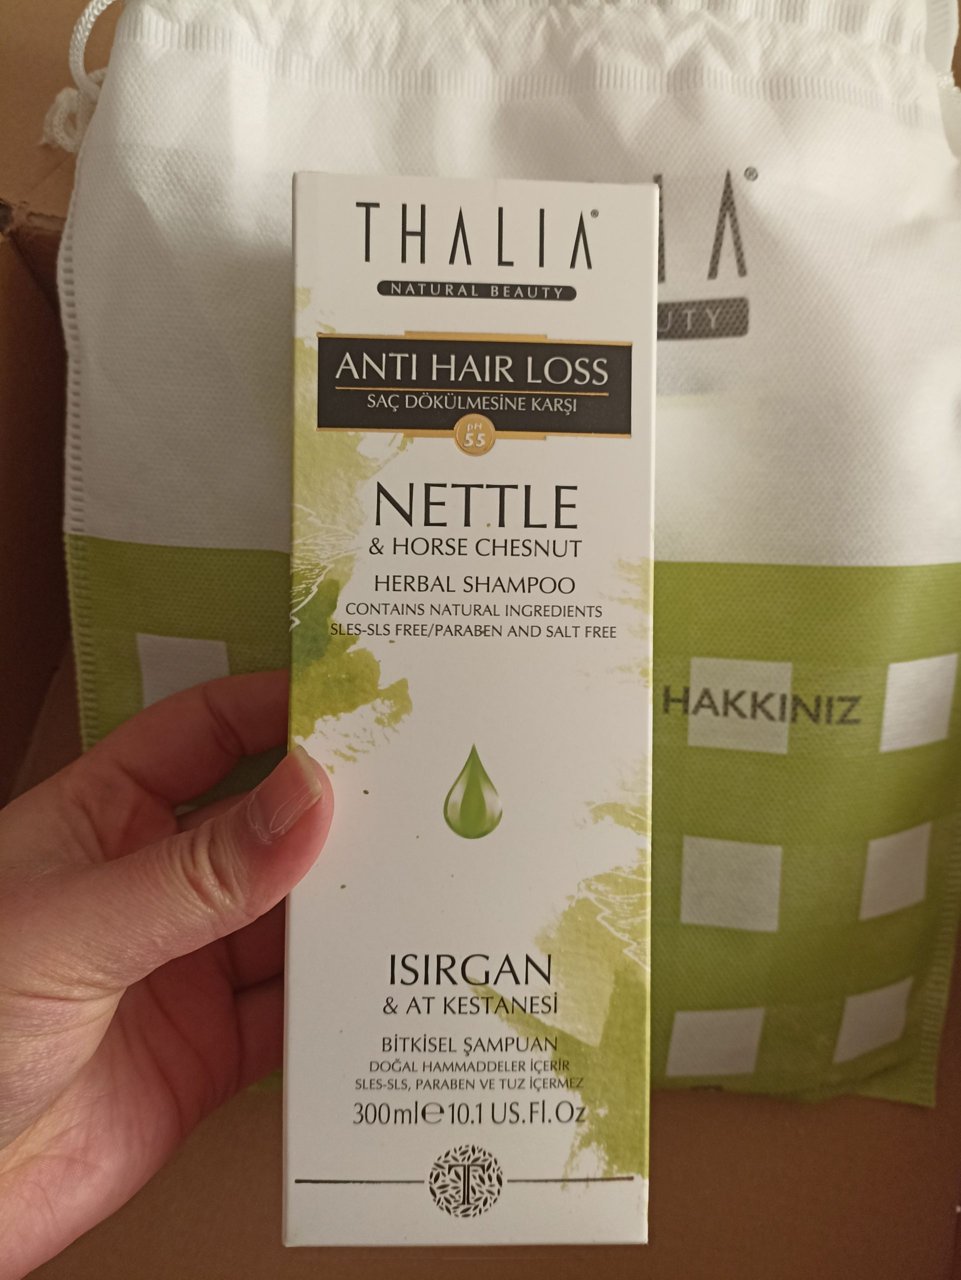 THALIA®
NATURAL BEAUTY
ANTI HAIR LOSS
SAÇ DÖKÜLMESİNE KARŞI
pH
5.5
NETTLE
& HORSE CHESNUT
HERBAL SHAMPOO
CONTAINS NATURAL INGREDIENTS
SLES-SLS FREE/PARABEN AND SALT FREE
ISIRGAN
& AT KESTANESİ
BİTKİSEL ŞAMPUAN
DOĞAL HAMMADDELER İÇERİR
SLES-SLS, PARABEN VE TUZ İÇERMEZ
300ml℮10.1 US.Fl.Oz
T
IA®
UTY
HAKKINIZ